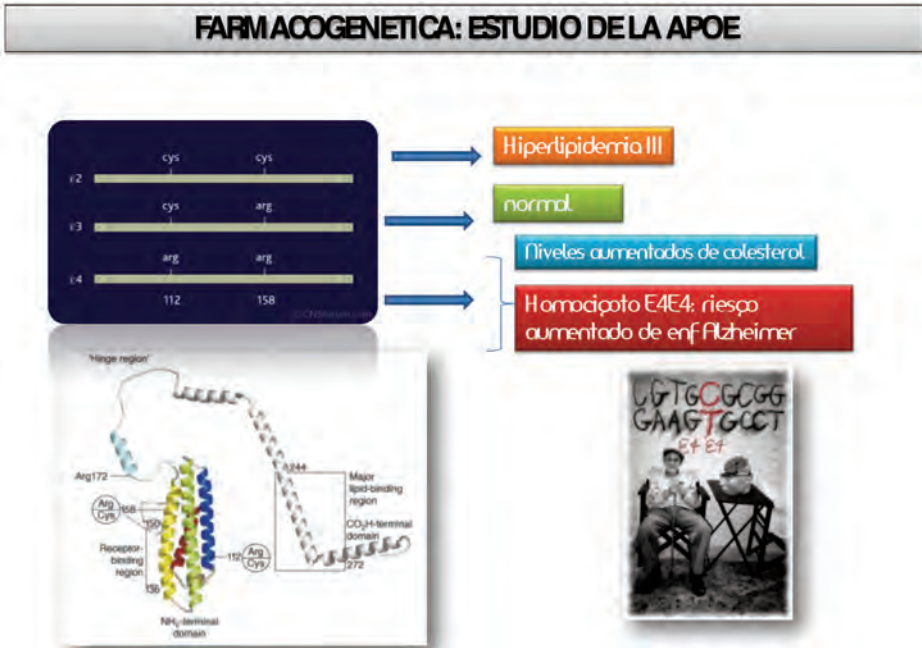 FARMACOGENETICA: ESTUDIO DE LA APOE
cys cys
ε2
cys arg
ε3
arg arg
ε4
112 158
CNSforum.com
Hiperlipidemia III
normal
Niveles aumentados de colesterol
Homocigoto E4E4: riesgo
aumentado de enf Alzheimer
'Hinge region'
Arg172
Arg
Cys
158
150
Receptor-
binding
region
136
NH₂-terminal
domain
112
Arg
Cys
244
Major
lipid-binding
region
CO₂H-terminal
domain
272
CGTGCGCGG
GAAGTGCCT
E4 E4